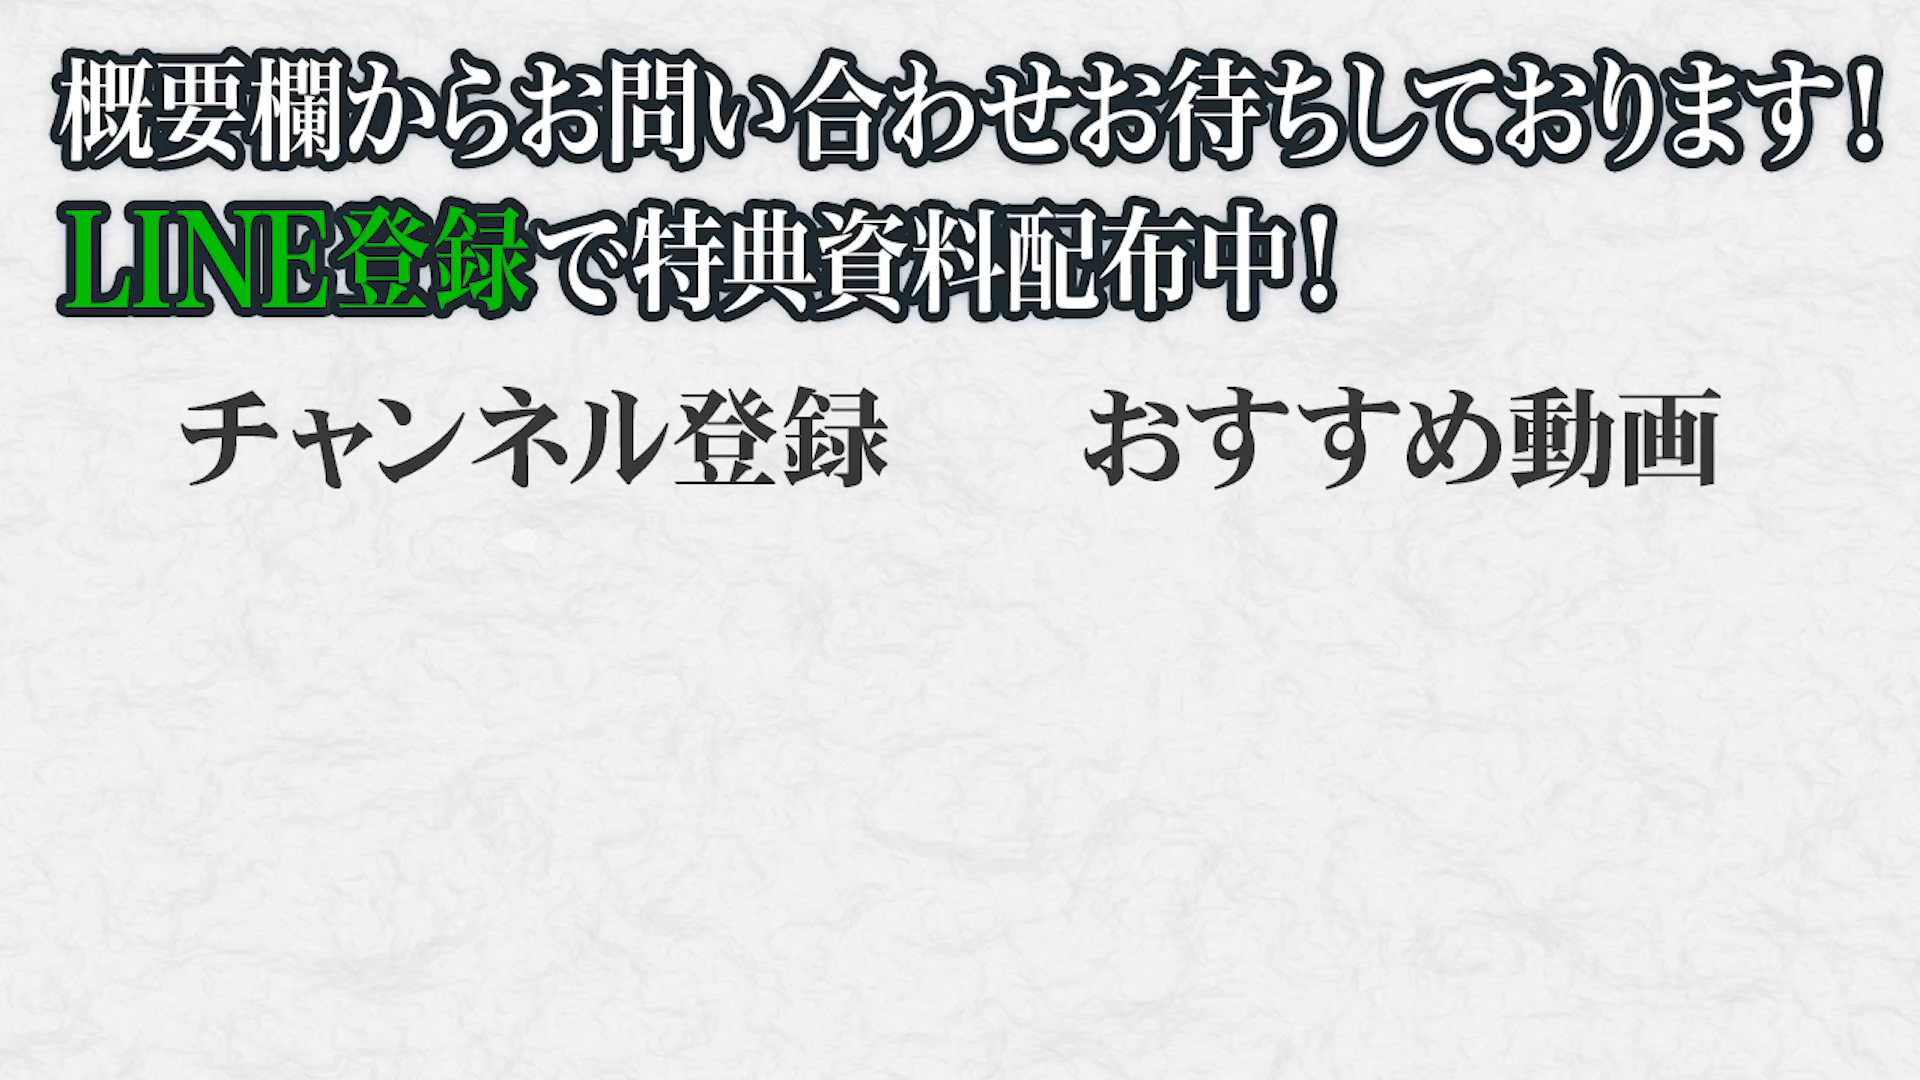 概要欄からお問い合わせお待ちしております!
LINE登録で特典資料配布中!
チャンネル登録 おすすめ動画